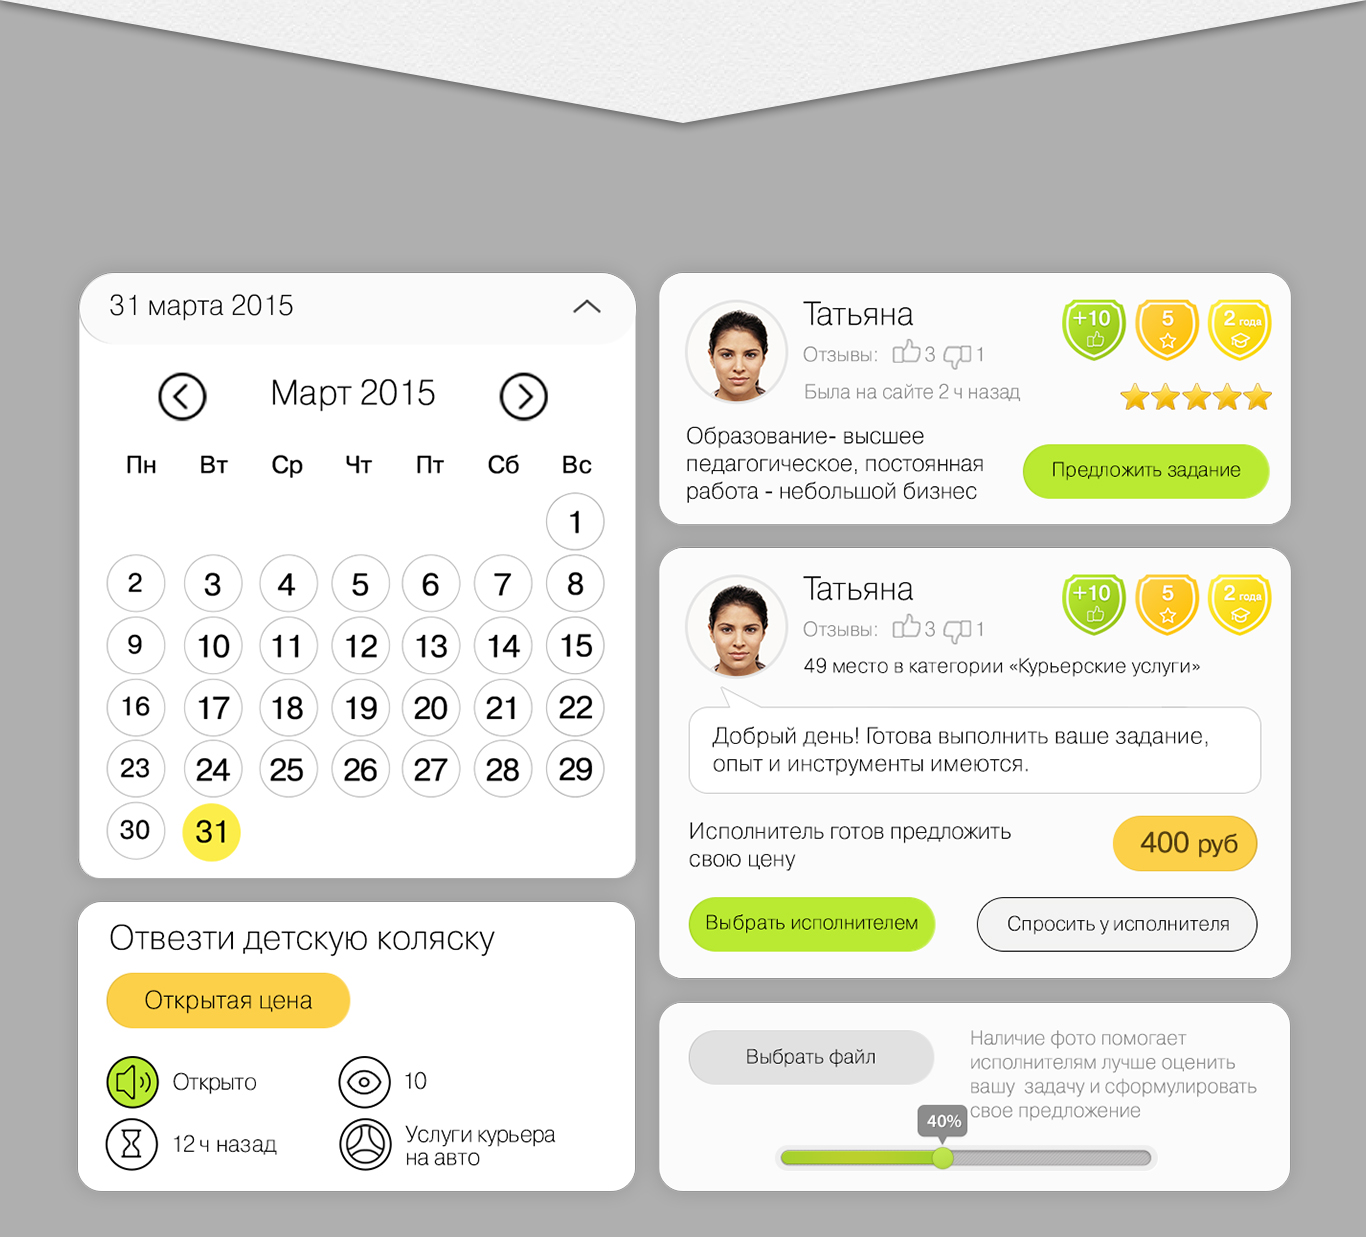 31 марта 2015
Март 2015
Пн Вт Ср Чт Пт Сб Вс
1
2 3 4 5 6 7 8
9 10 11 12 13 14 15
16 17 18 19 20 21 22
23 24 25 26 27 28 29
30 31
Отвезти детскую коляску
Открытая цена
Открыто
10
12 ч назад
Услуги курьера
на авто
Татьяна
+10 5 2 года
Отзывы: 3 1
Была на сайте 2 ч назад
Образование- высшее
педагогическое, постоянная
работа - небольшой бизнес
Предложить задание
Татьяна
+10 5 2 года
Отзывы: 3 1
49 место в категории «Курьерские услуги»
Добрый день! Готова выполнить ваше задание,
опыт и инструменты имеются.
Исполнитель готов предложить
свою цену
400 руб
Выбрать исполнителем
Спросить у исполнителя
Выбрать файл
Наличие фото помогает
исполнителям лучше оценить
вашу задачу и сформулировать
свое предложение
40%